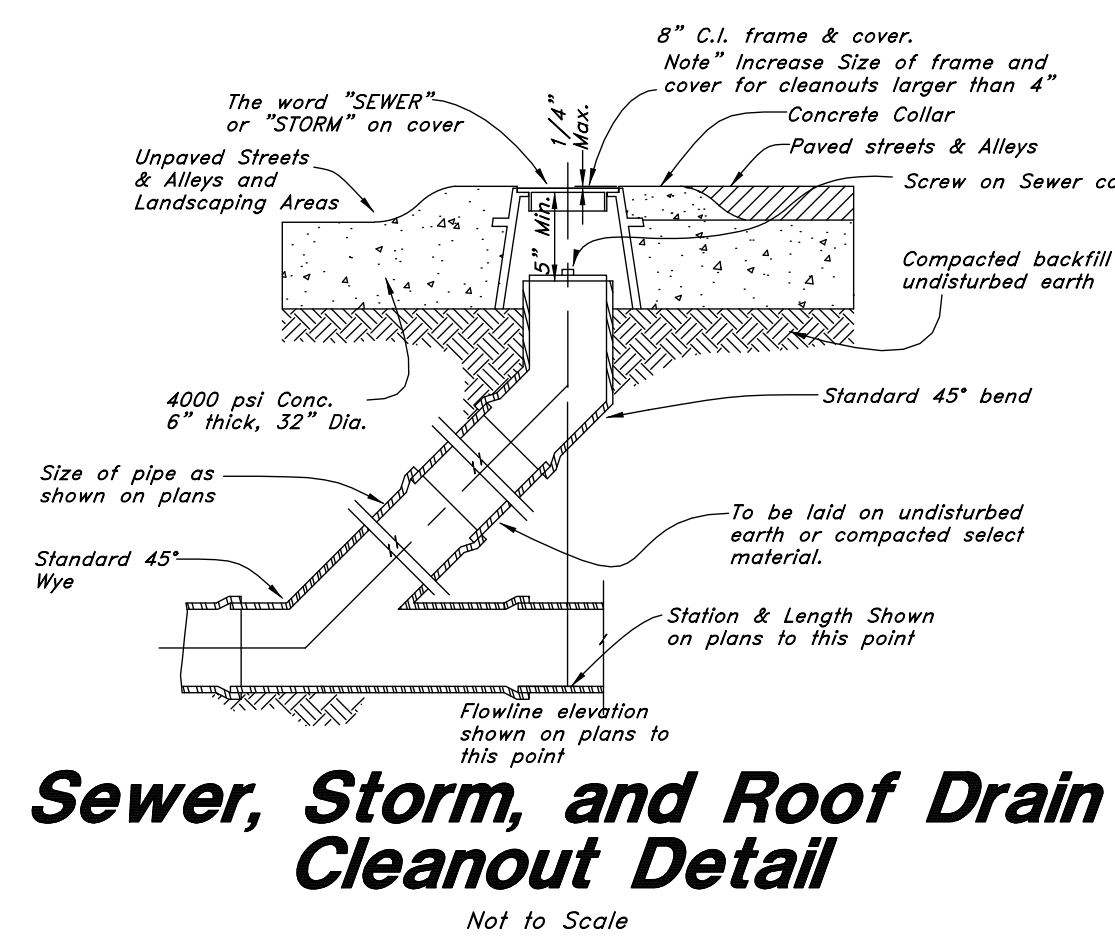 8" C.I. frame & cover.
Note" Increase Size of frame and
cover for cleanouts larger than 4"
The word "SEWER"
or "STORM" on cover
1/4"
Max.
Concrete Collar
Paved streets & Alleys
Unpaved Streets
& Alleys and
Landscaping Areas
Screw on Sewer
5" Min.
Compacted backfill
undisturbed earth
4000 psi Conc.
6" thick, 32" Dia.
Standard 45° bend
Size of pipe as
shown on plans
To be laid on undisturbed
earth or compacted select
material.
Standard 45°
Wye
Station & Length Shown
on plans to this point
Flowline elevation
shown on plans to
this point
Sewer, Storm, and Roof Drain
Cleanout Detail
Not to Scale